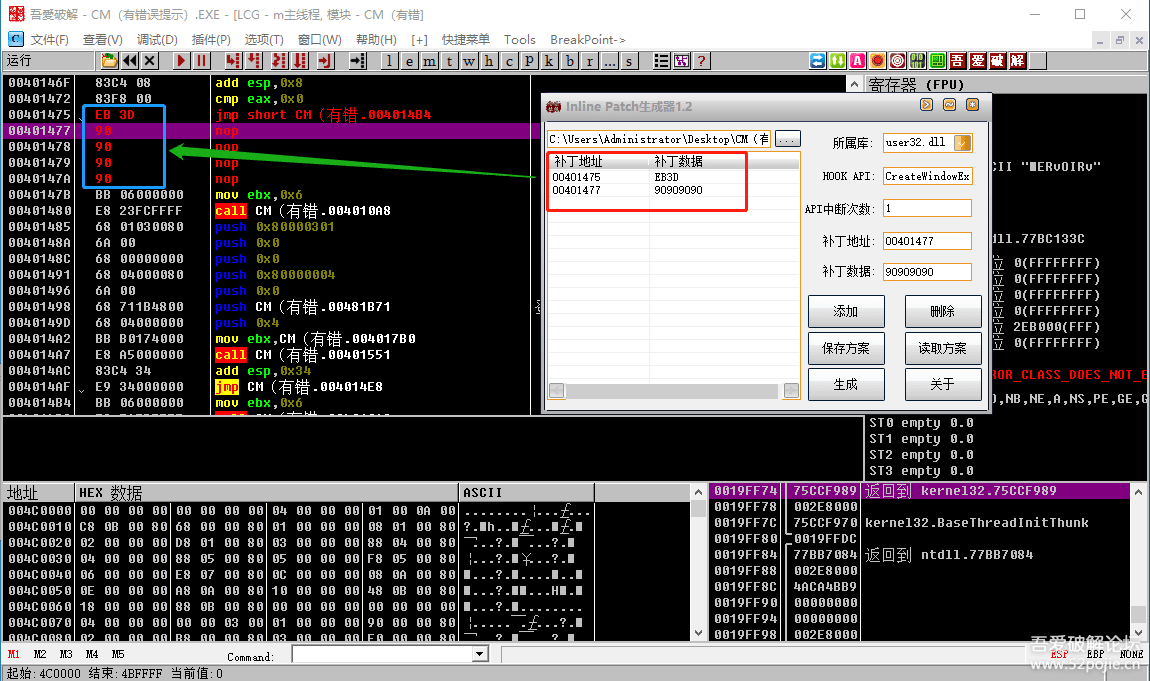 吾爱破解 - CM（有错误提示）.EXE - [LCG - m主线程, 模块 - CM（有错]
文件(F) 查看(V) 调试(D) 插件(P) 选项(T) 窗口(W) 帮助(H) [+] 快捷菜单 Tools BreakPoint->
运行 l e m t w h c p k b r ... s ? 吾 爱 破 解
0040146F 83C4 08 add esp,0x8
00401472 83F8 00 cmp eax,0x0
00401475 EB 3D jmp short CM（有错.004014B4
00401477 90 nop
00401478 90 nop
00401479 90 nop
0040147A 90 nop
0040147B BB 06000000 mov ebx,0x6
00401480 E8 23FCFFFF call CM（有错.004010A8
00401485 68 01030080 push 0x80000301
0040148A 6A 00 push 0x0
0040148C 68 00000000 push 0x0
00401491 68 04000080 push 0x80000004
00401496 6A 00 push 0x0
00401498 68 711B4800 push CM（有错.00481B71
0040149D 68 04000000 push 0x4
004014A2 BB B0174000 mov ebx,CM（有错.004017B0
004014A7 E8 A5000000 call CM（有错.00401551
004014AC 83C4 34 add esp,0x34
004014AF E9 34000000 jmp CM（有错.004014E8
004014B4 BB 06000000 mov ebx,0x6
Inline Patch生成器1.2
C:\Users\Administrator\Desktop\CM（有 ...
补丁地址 补丁数据
00401475 EB3D
00401477 90909090
所属库: user32.dll
HOOK API: CreateWindowEx
API中断次数: 1
补丁地址: 00401477
补丁数据: 90909090
添加 删除
保存方案 读取方案
生成 关于
寄存器 (FPU)
dll.77BC133C
位 0(FFFFFFFF)
位 0(FFFFFFFF)
位 0(FFFFFFFF)
位 0(FFFFFFFF)
位 2EB000(FFF)
位 0(FFFFFFFF)
ROR_CLASS_DOES_NOT_E
,NB,NE,A,NS,PE,GE,G
ST0 empty 0.0
ST1 empty 0.0
ST2 empty 0.0
ST3 empty 0.0
地址 HEX 数据 ASCII
004C0000 00 00 00 00 00 00 00 00 04 00 00 00 01 00 0A 00
004C0010 C8 0B 00 80 68 00 00 80 01 00 00 00 08 01 00 80
004C0020 02 00 00 00 D8 01 00 80 03 00 00 00 88 04 00 80
004C0030 04 00 00 00 88 05 00 80 05 00 00 00 F8 05 00 80
004C0040 06 00 00 00 E8 07 00 80 0C 00 00 00 08 0A 00 80
004C0050 0E 00 00 00 A8 0A 00 80 10 00 00 00 48 0B 00 80
004C0060 18 00 00 00 88 0B 00 80 00 00 00 00 00 00 00 00
004C0070 04 00 00 00 00 00 03 00 01 00 00 00 90 00 00 80
004C0080 02 00 00 00 B8 00 00 80 03 00 00 00 E0 00 00 80
0019FF74 75CCF989 返回到 kernel32.75CCF989
0019FF78 002E8000
0019FF7C 75CCF970 kernel32.BaseThreadInitThunk
0019FF80 0019FFDC
0019FF84 77BB7084 返回到 ntdll.77BB7084
0019FF88 002E8000
0019FF8C 4ACA4BB9
0019FF90 00000000
0019FF94 00000000
0019FF98 002E8000
M1 M2 M3 M4 M5 Command: ESP EBP NONE
起始: 4C0000 结束: 4BFFFF 当前值: 0
吾爱破解论坛
www.52pojie.cn